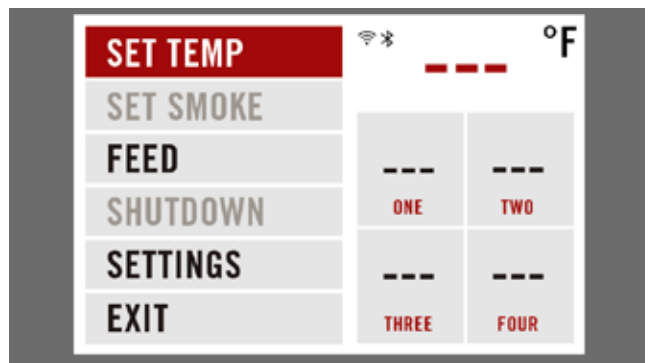 SET TEMP
SET SMOKE
FEED
SHUTDOWN
SETTINGS
EXIT
--- °F
--- ---
ONE TWO
--- ---
THREE FOUR